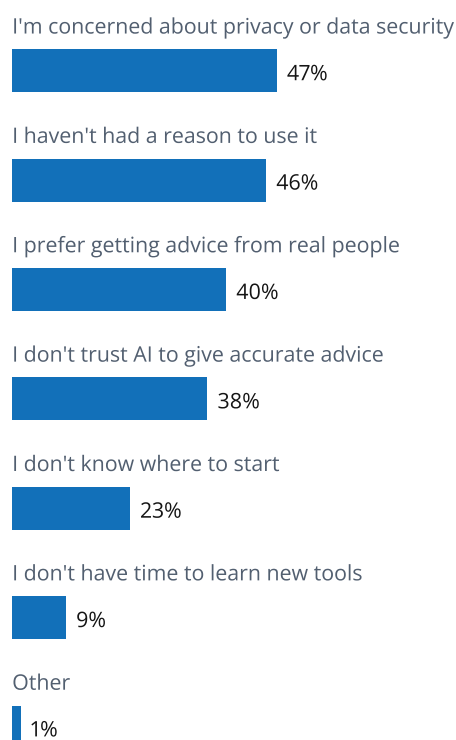 I'm concerned about privacy or data security
47%
I haven't had a reason to use it
46%
I prefer getting advice from real people
40%
I don't trust AI to give accurate advice
38%
I don't know where to start
23%
I don't have time to learn new tools
9%
Other
1%